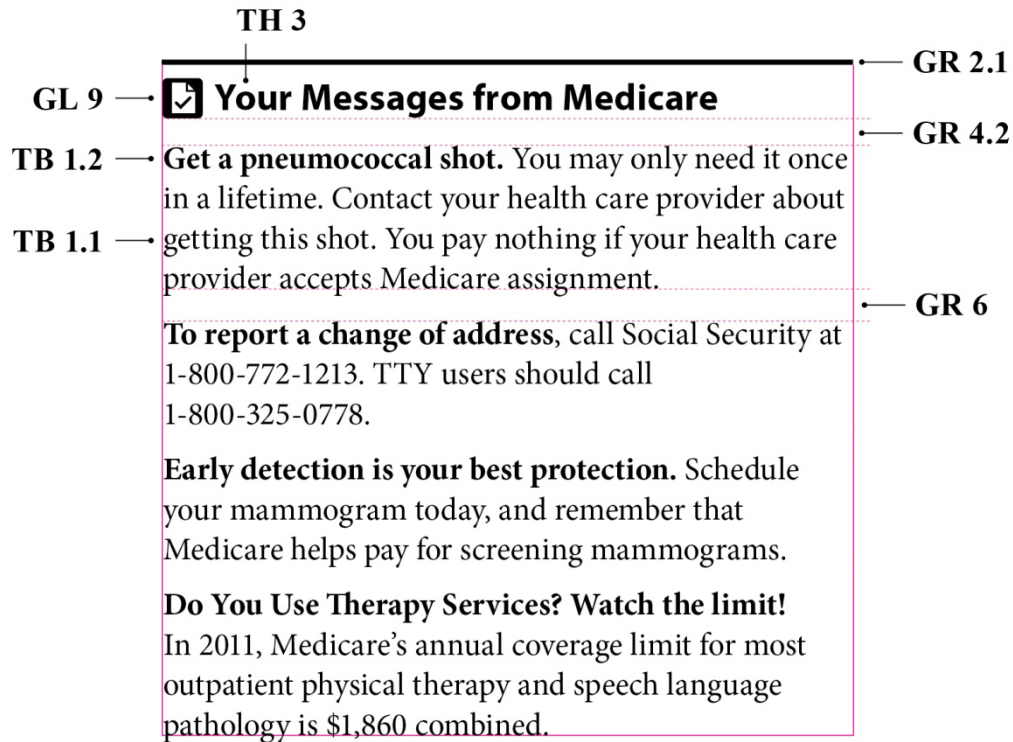 TH 3
GR 2.1
GL 9
Your Messages from Medicare
GR 4.2
TB 1.2
Get a pneumococcal shot. You may only need it once
in a lifetime. Contact your health care provider about
TB 1.1
getting this shot. You pay nothing if your health care
provider accepts Medicare assignment.
GR 6
To report a change of address, call Social Security at
1-800-772-1213. TTY users should call
1-800-325-0778.
Early detection is your best protection. Schedule
your mammogram today, and remember that
Medicare helps pay for screening mammograms.
Do You Use Therapy Services? Watch the limit!
In 2011, Medicare’s annual coverage limit for most
outpatient physical therapy and speech language
pathology is $1,860 combined.